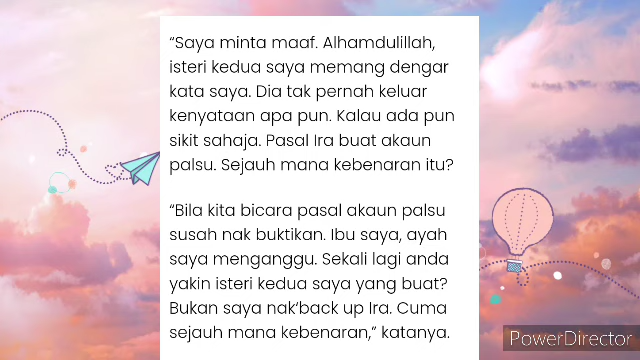 “Saya minta maaf. Alhamdulillah,
isteri kedua saya memang dengar
kata saya. Dia tak pernah keluar
kenyataan apa pun. Kalau ada pun
sikit sahaja. Pasal Ira buat akaun
palsu. Sejauh mana kebenaran itu?
“Bila kita bicara pasal akaun palsu
susah nak buktikan. Ibu saya, ayah
saya menganggu. Sekali lagi anda
yakin isteri kedua saya yang buat?
Bukan saya nak‘back up Ira. Cuma
sejauh mana kebenaran,” katanya.
PowerDirector